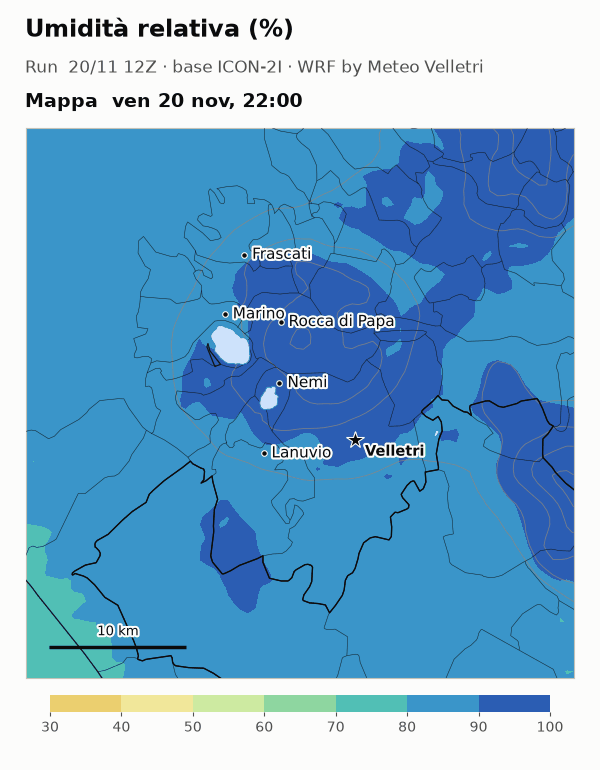 Umidità relativa (%)
Run  20/11 12Z · base ICON-2I · WRF by Meteo Velletri
Mappa  ven 20 nov, 22:00
Frascati
Marino
Rocca di Papa
Nemi
Velletri
Lanuvio
10 km
30 40 50 60 70 80 90 100